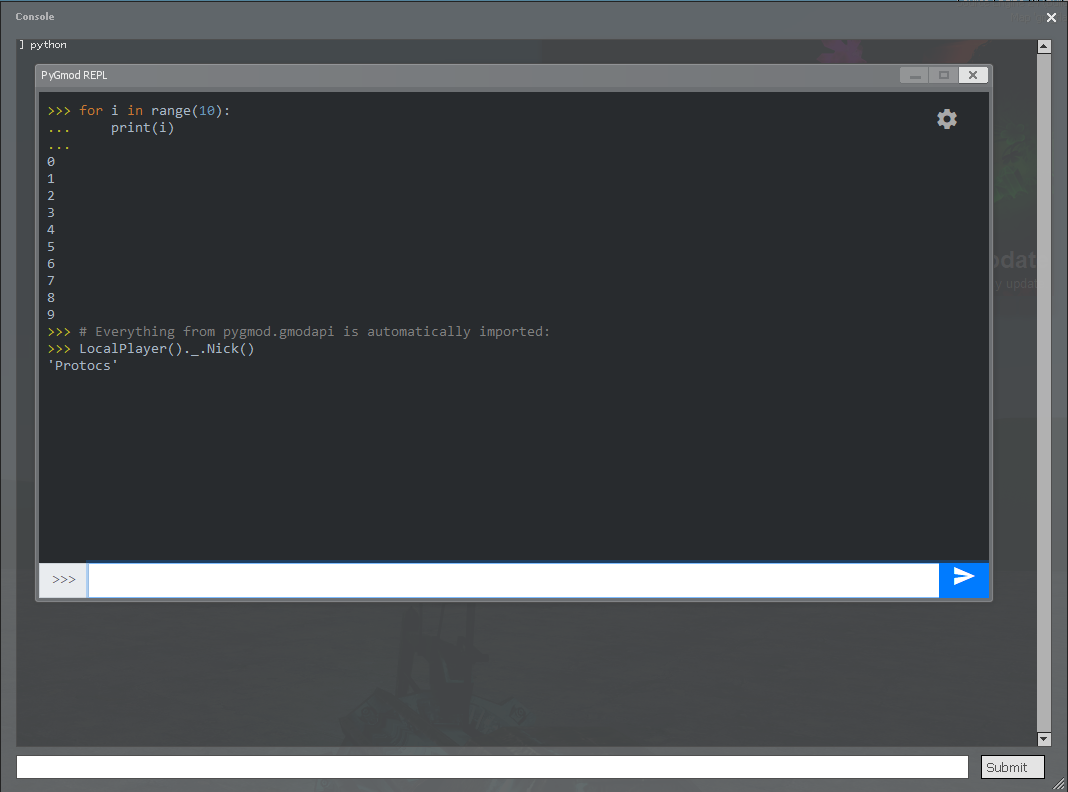 Console
] python
PyGmod REPL
>>> for i in range(10):
...     print(i)
...
0
1
2
3
4
5
6
7
8
9
>>> # Everything from pygmod.gmodapi is automatically imported:
>>> LocalPlayer()._.Nick()
'Protocs'
>>>
Submit